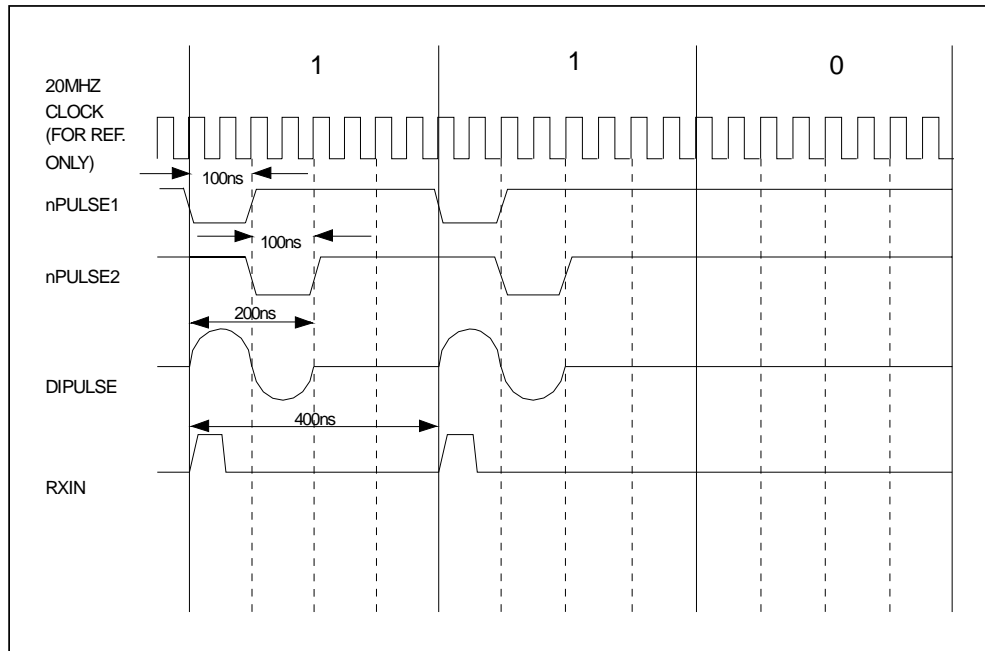 1 1 0
20MHZ
CLOCK
(FOR REF.
ONLY)
100ns
nPULSE1
100ns
nPULSE2
200ns
DIPULSE
400ns
RXIN